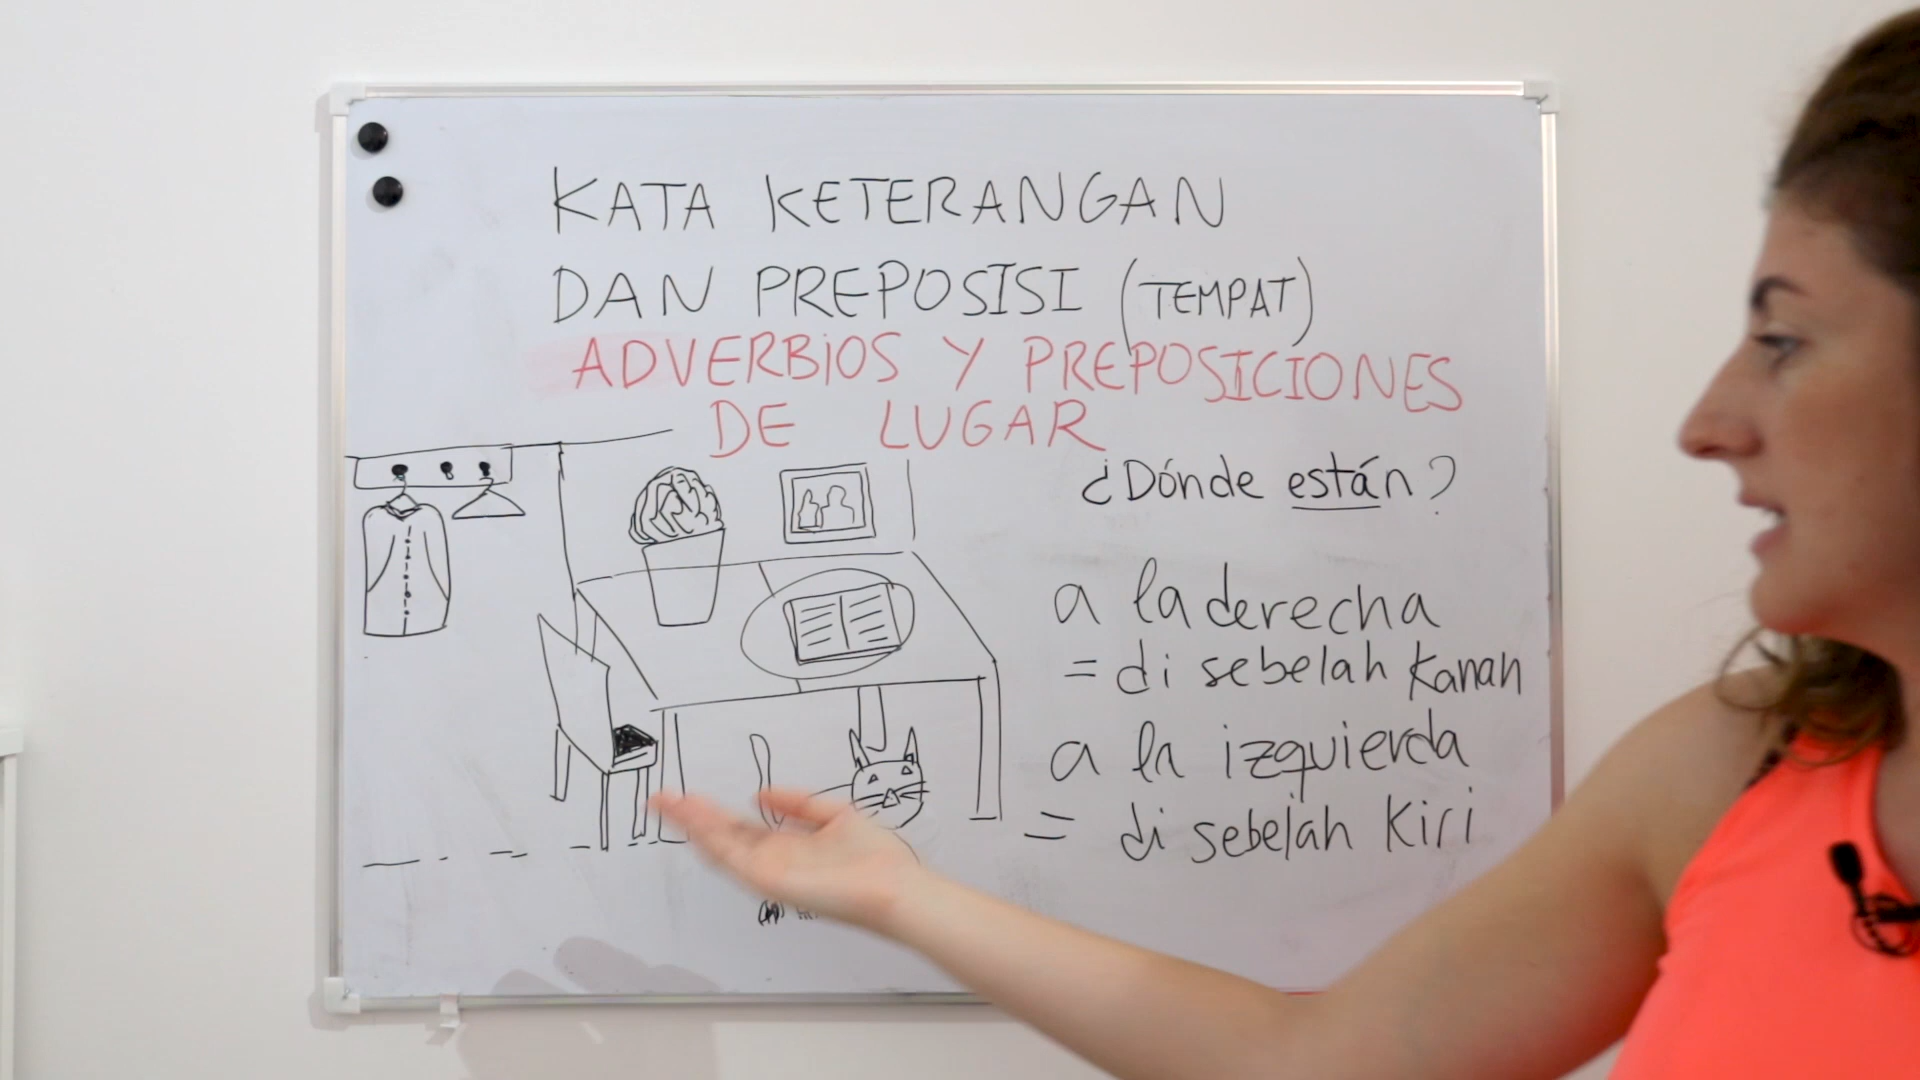 KATA KETERANGAN
DAN PREPOSISI (TEMPAT)
ADVERBIOS Y PREPOSICIONES
DE LUGAR
¿Dónde están?
a la derecha
= di sebelah kanan
a la izquierda
= di sebelah kiri